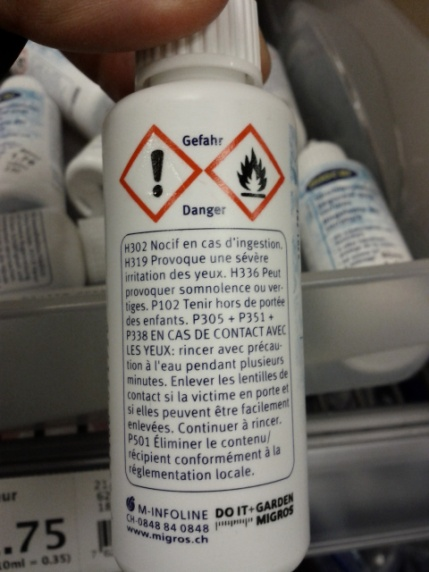 Gefahr
Danger
H302 Nocif en cas d'ingestion.
H319 Provoque une sévère
irritation des yeux. H336 Peut
provoquer somnolence ou ver-
tiges. P102 Tenir hors de portée
des enfants. P305 + P351 +
P338 EN CAS DE CONTACT AVEC
LES YEUX: rincer avec précau-
tion à l'eau pendant plusieurs
minutes. Enlever les lentilles de
contact si la victime en porte et
si elles peuvent être facilement
enlevées. Continuer à rincer.
P501 Éliminer le contenu/
récipient conformément à la
réglementation locale.
M-INFOLINE
CH-0848 84 0848
www.migros.ch
DO IT + GARDEN
MIGROS
.75
= 0.35)